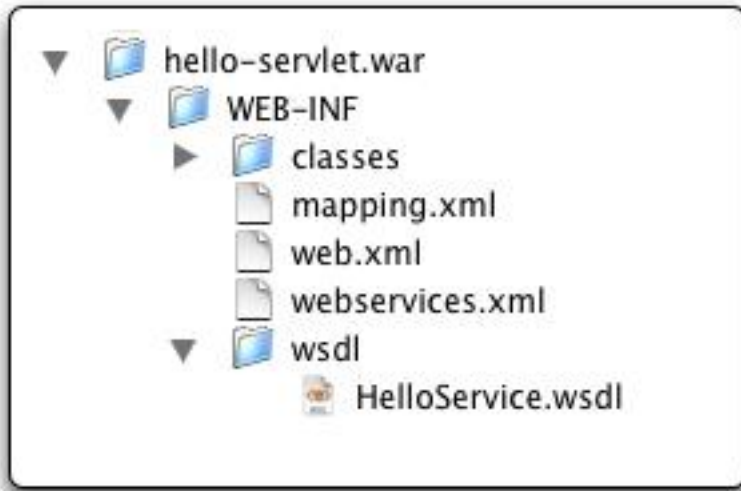 hello-servlet.war
WEB-INF
classes
mapping.xml
web.xml
webservices.xml
wsdl
HelloService.wsdl